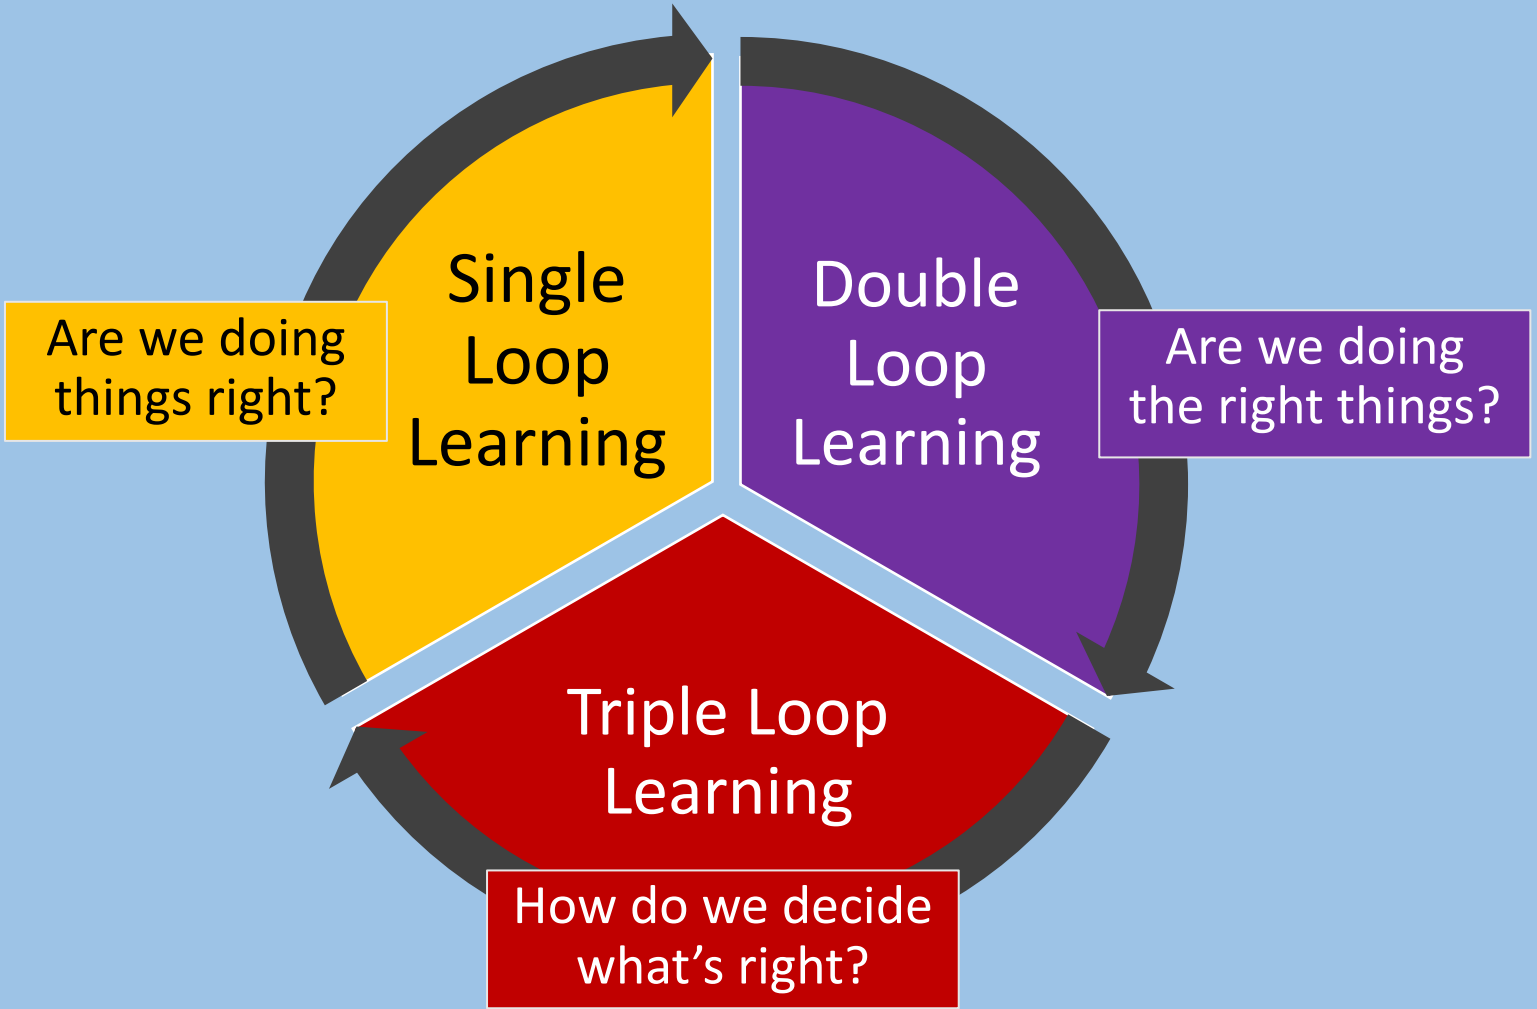 Single
Loop
Learning
Are we doing
things right?
Double
Loop
Learning
Are we doing
the right things?
Triple Loop
Learning
How do we decide
what’s right?